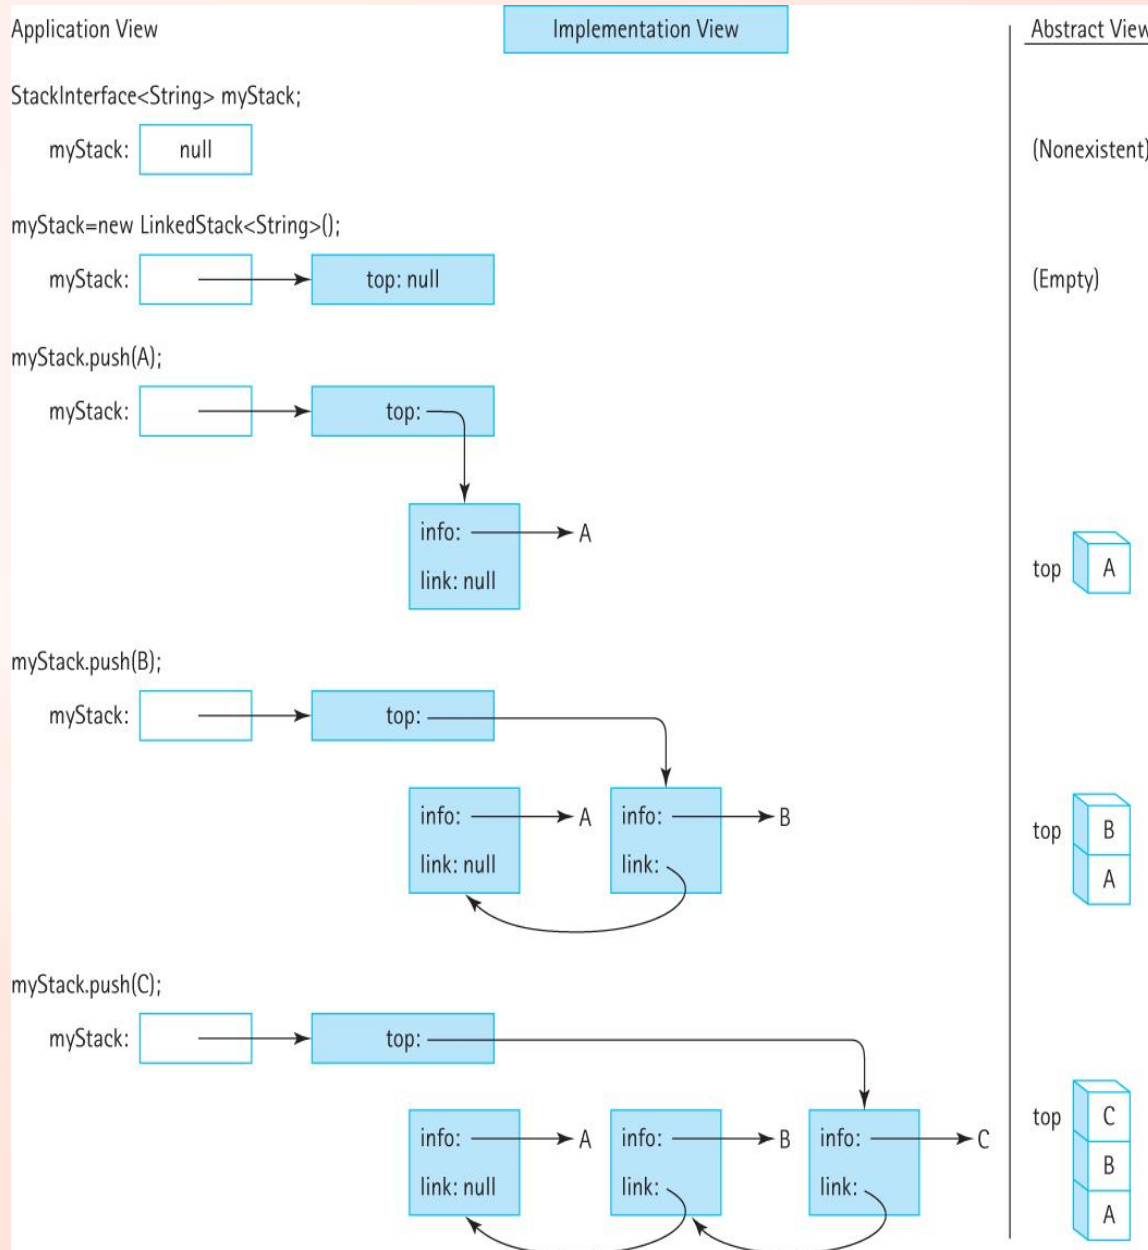 Application View
Implementation View
Abstract View
StackInterface<String> myStack;
myStack:
null
(Nonexistent)
myStack=new LinkedStack<String>();
myStack:
top: null
(Empty)
myStack.push(A);
myStack:
top:
info:
A
link: null
top
A
myStack.push(B);
myStack:
top:
info:
A
info:
B
link: null
link:
top
B
A
myStack.push(C);
myStack:
top:
info:
A
info:
B
info:
C
link: null
link:
link:
top
C
B
A